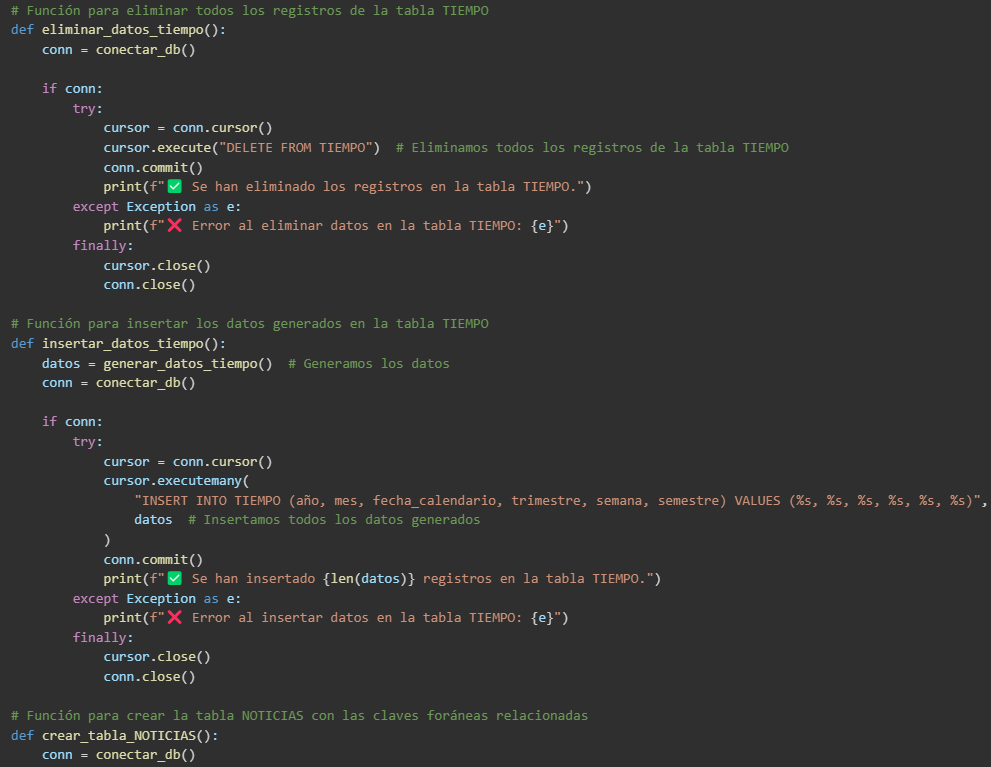 # Función para eliminar todos los registros de la tabla TIEMPO
def eliminar_datos_tiempo():
    conn = conectar_db()

    if conn:
        try:
            cursor = conn.cursor()
            cursor.execute("DELETE FROM TIEMPO")  # Eliminamos todos los registros de la tabla TIEMPO
            conn.commit()
            print(f"✅ Se han eliminado los registros en la tabla TIEMPO.")
        except Exception as e:
            print(f"❌ Error al eliminar datos en la tabla TIEMPO: {e}")
        finally:
            cursor.close()
            conn.close()

# Función para insertar los datos generados en la tabla TIEMPO
def insertar_datos_tiempo():
    datos = generar_datos_tiempo()  # Generamos los datos
    conn = conectar_db()

    if conn:
        try:
            cursor = conn.cursor()
            cursor.executemany(
                "INSERT INTO TIEMPO (año, mes, fecha_calendario, trimestre, semana, semestre) VALUES (%s, %s, %s, %s, %s, %s)",
                datos  # Insertamos todos los datos generados
            )
            conn.commit()
            print(f"✅ Se han insertado {len(datos)} registros en la tabla TIEMPO.")
        except Exception as e:
            print(f"❌ Error al insertar datos en la tabla TIEMPO: {e}")
        finally:
            cursor.close()
            conn.close()

# Función para crear la tabla NOTICIAS con las claves foráneas relacionadas
def crear_tabla_NOTICIAS():
    conn = conectar_db()